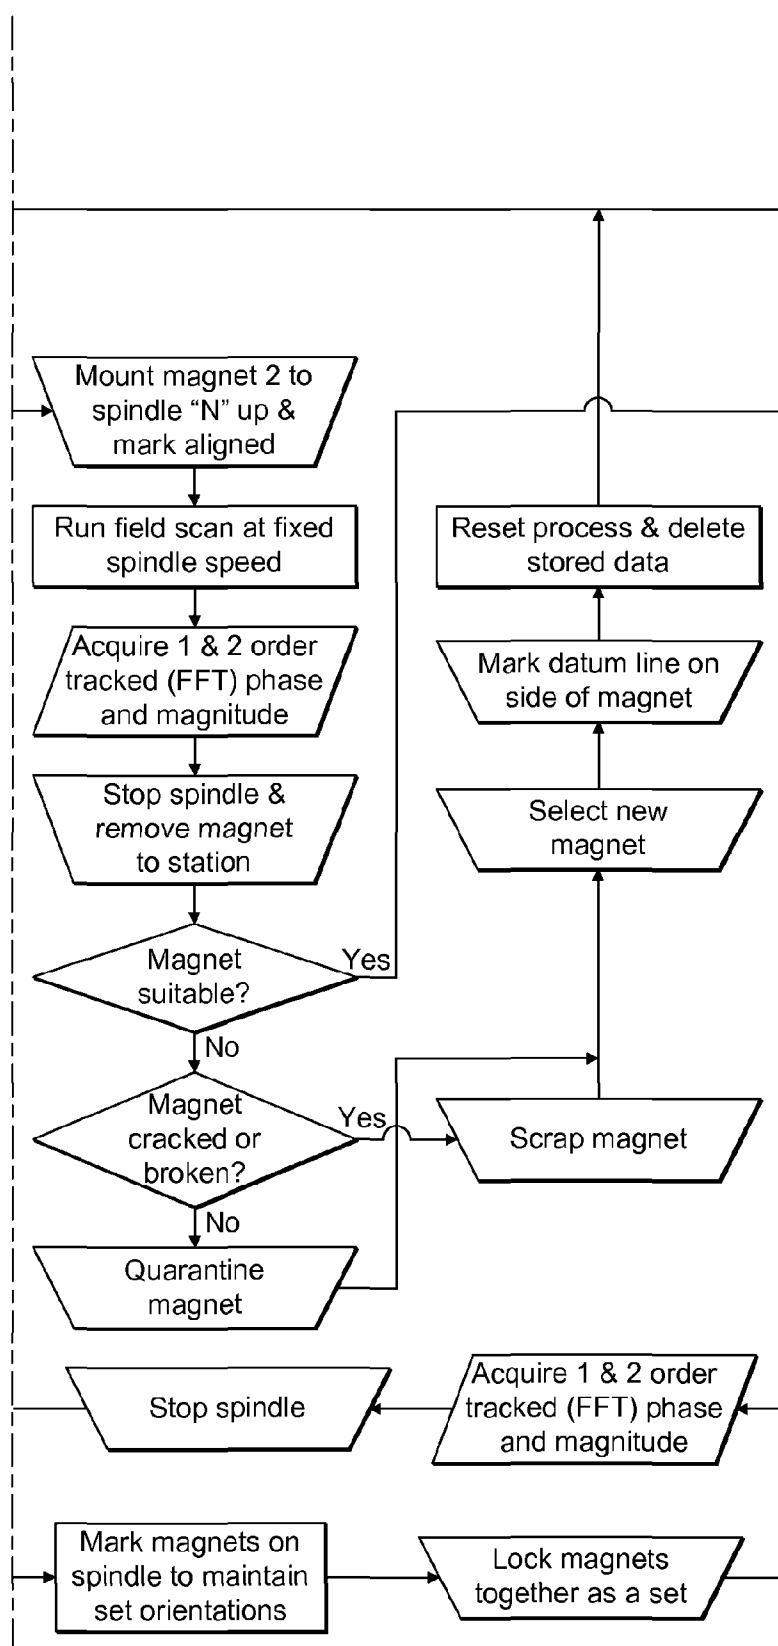 Mount magnet 2 to
spindle “N” up &
mark aligned
Run field scan at fixed
spindle speed
Acquire 1 & 2 order
tracked (FFT) phase
and magnitude
Stop spindle &
remove magnet
to station
Magnet
suitable?
Yes
No
Magnet
cracked or
broken?
Yes
No
Quarantine
magnet
Reset process & delete
stored data
Mark datum line on
side of magnet
Select new
magnet
Scrap magnet
Stop spindle
Acquire 1 & 2 order
tracked (FFT) phase
and magnitude
Mark magnets on
spindle to maintain
set orientations
Lock magnets
together as a set